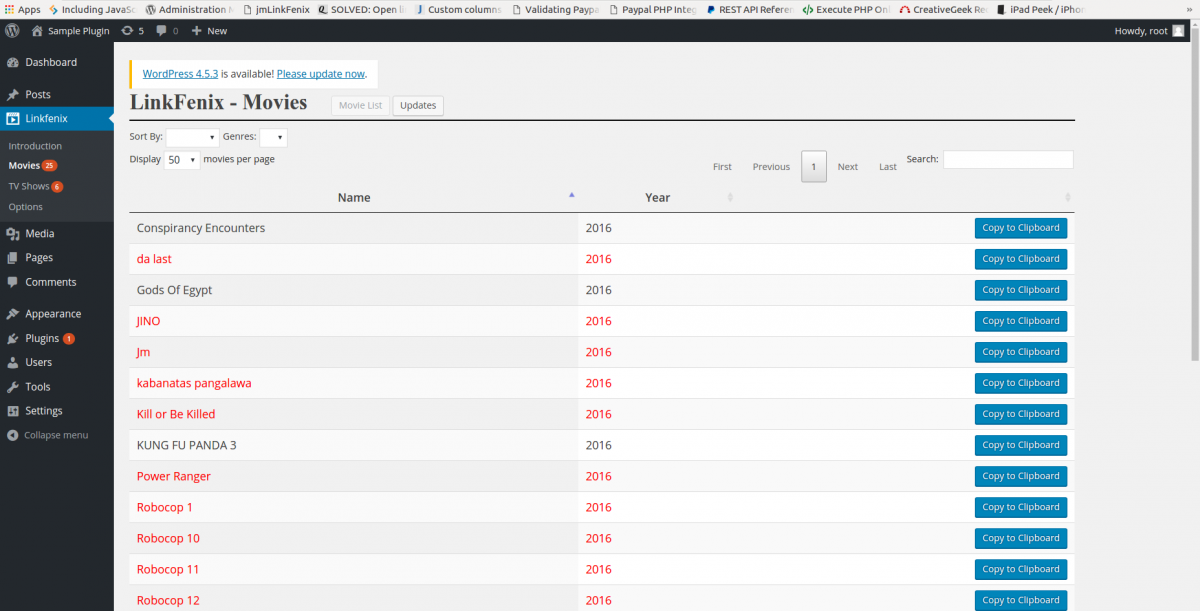 Apps Including JavaSc Administration jmLinkFenix SOLVED: Open li Custom columns Validating Paypa Paypal PHP Integ REST API Referen Execute PHP Onl CreativeGeek Re iPad Peek / iPhon »
Sample Plugin 5 0 New Howdy, root
Dashboard
Posts
Linkfenix
Introduction
Movies 25
TV Shows 6
Options
Media
Pages
Comments
Appearance
Plugins 1
Users
Tools
Settings
Collapse menu
WordPress 4.5.3 is available! Please update now.
LinkFenix - Movies Movie List Updates
Sort By: Genres:
Display 50 movies per page
First Previous 1 Next Last Search:
Name Year
Conspirancy Encounters 2016 Copy to Clipboard
da last 2016 Copy to Clipboard
Gods Of Egypt 2016 Copy to Clipboard
JINO 2016 Copy to Clipboard
Jm 2016 Copy to Clipboard
kabanatas pangalawa 2016 Copy to Clipboard
Kill or Be Killed 2016 Copy to Clipboard
KUNG FU PANDA 3 2016 Copy to Clipboard
Power Ranger 2016 Copy to Clipboard
Robocop 1 2016 Copy to Clipboard
Robocop 10 2016 Copy to Clipboard
Robocop 11 2016 Copy to Clipboard
Robocop 12 2016 Copy to Clipboard